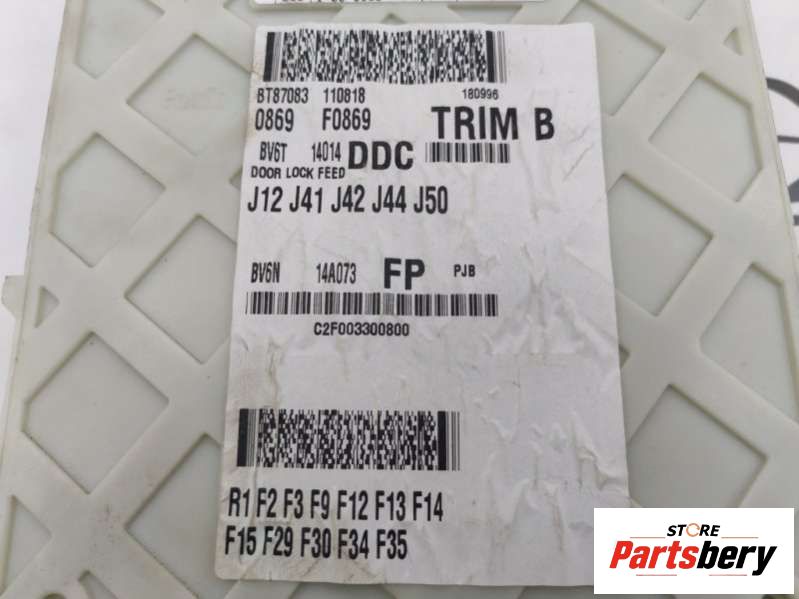 BT87083 110818 180996
0869 F0869 TRIM B
BV6T 14014 DDC
DOOR LOCK FEED
J12 J41 J42 J44 J50
BV6N 14A073 FP PJB
C2F003300800
R1 F2 F3 F9 F12 F13 F14
F15 F29 F30 F34 F35
STORE
Partsbery